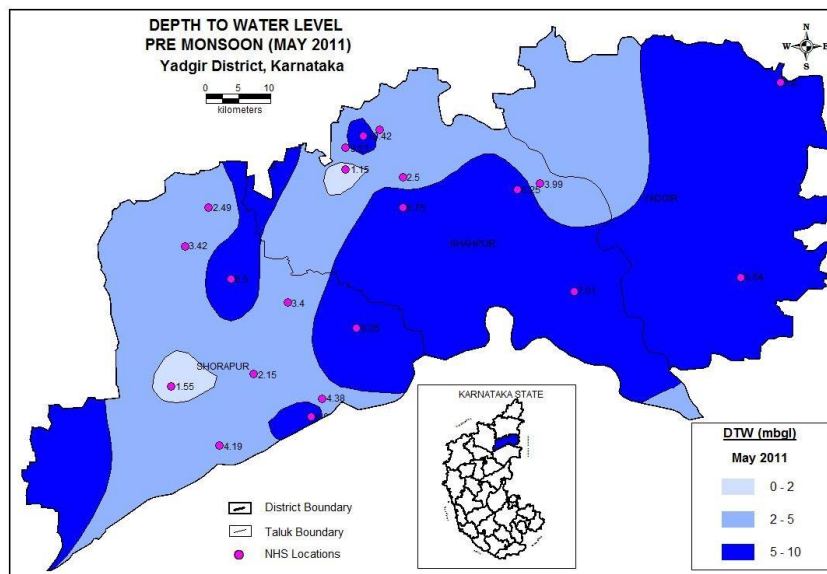 DEPTH TO WATER LEVEL
PRE MONSOON (MAY 2011)
Yadgir District, Karnataka
0 5 10
kilometers
N
W E
S
1.15
2.5
3.99
2.49
3.42
3.4
SHAHPUR
YADGIR
SHORAPUR
2.15
1.55
4.38
4.19
KARNATAKA STATE
DTW (mbgl)
May 2011
0 - 2
2 - 5
5 - 10
District Boundary
Taluk Boundary
NHS Locations